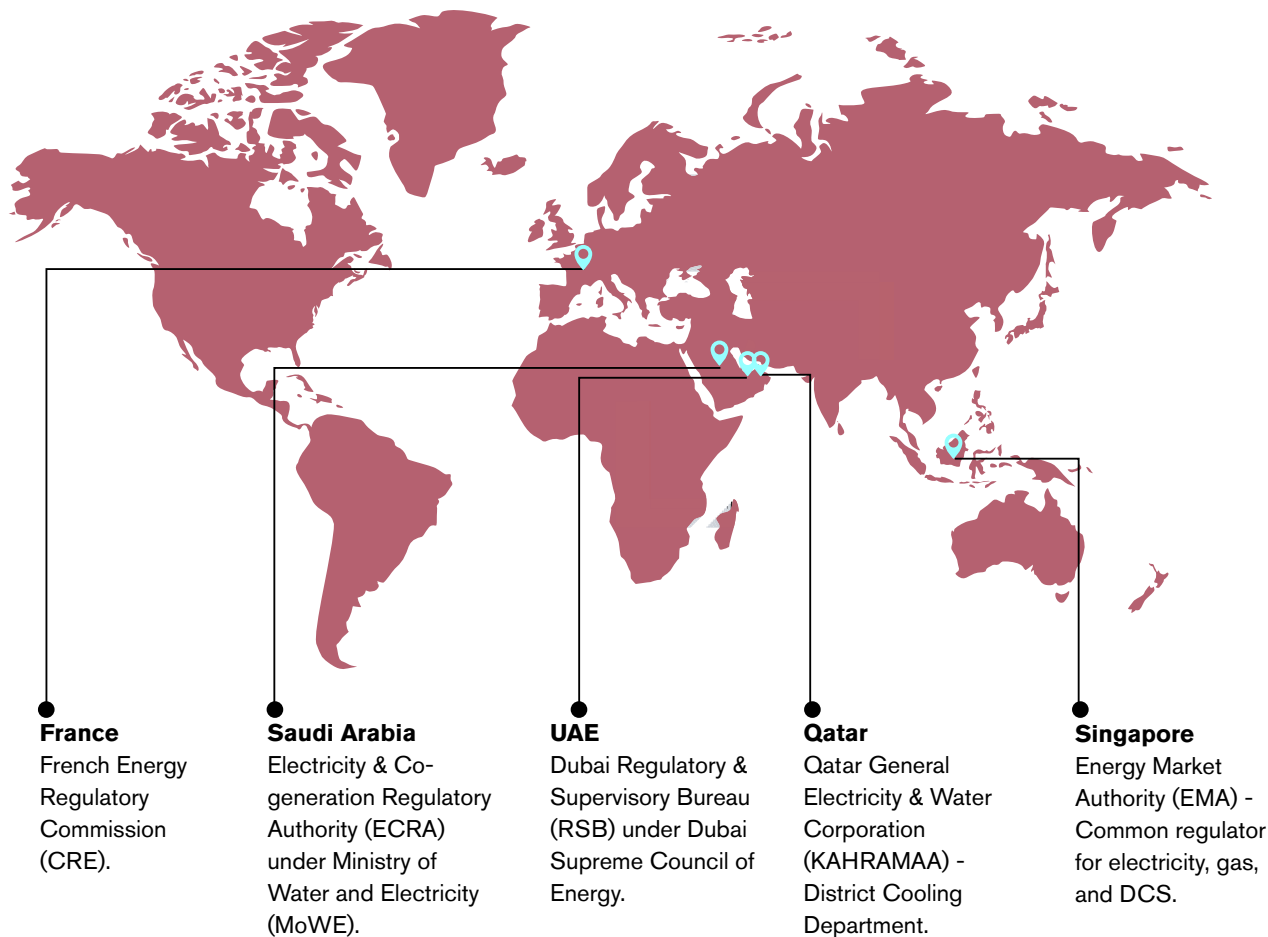 France
French Energy
Regulatory
Commission
(CRE).
Saudi Arabia
Electricity & Co-
generation Regulatory
Authority (ECRA)
under Ministry of
Water and Electricity
(MoWE).
UAE
Dubai Regulatory &
Supervisory Bureau
(RSB) under Dubai
Supreme Council of
Energy.
Qatar
Qatar General
Electricity & Water
Corporation
(KAHRAMAA) -
District Cooling
Department.
Singapore
Energy Market
Authority (EMA) -
Common regulator
for electricity, gas,
and DCS.